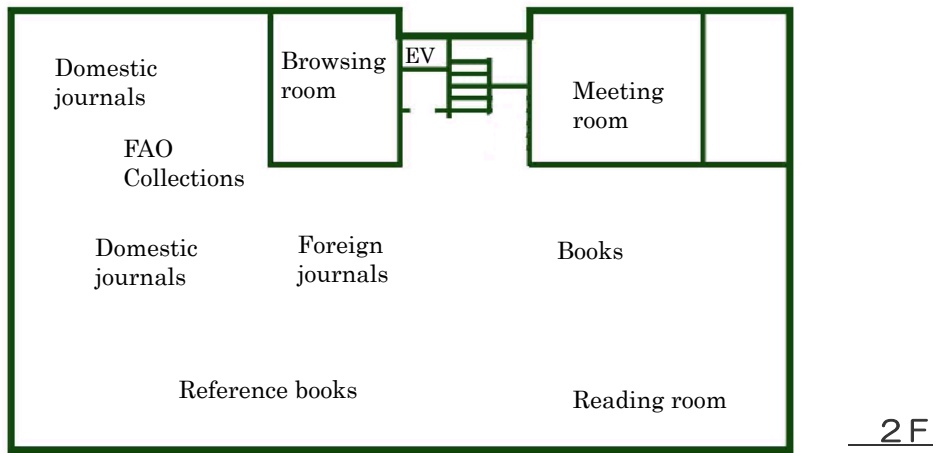 Domestic
journals
Browsing
room
EV
Meeting
room
FAO
Collections
Domestic
journals
Foreign
journals
Books
Reference books
Reading room
２Ｆ